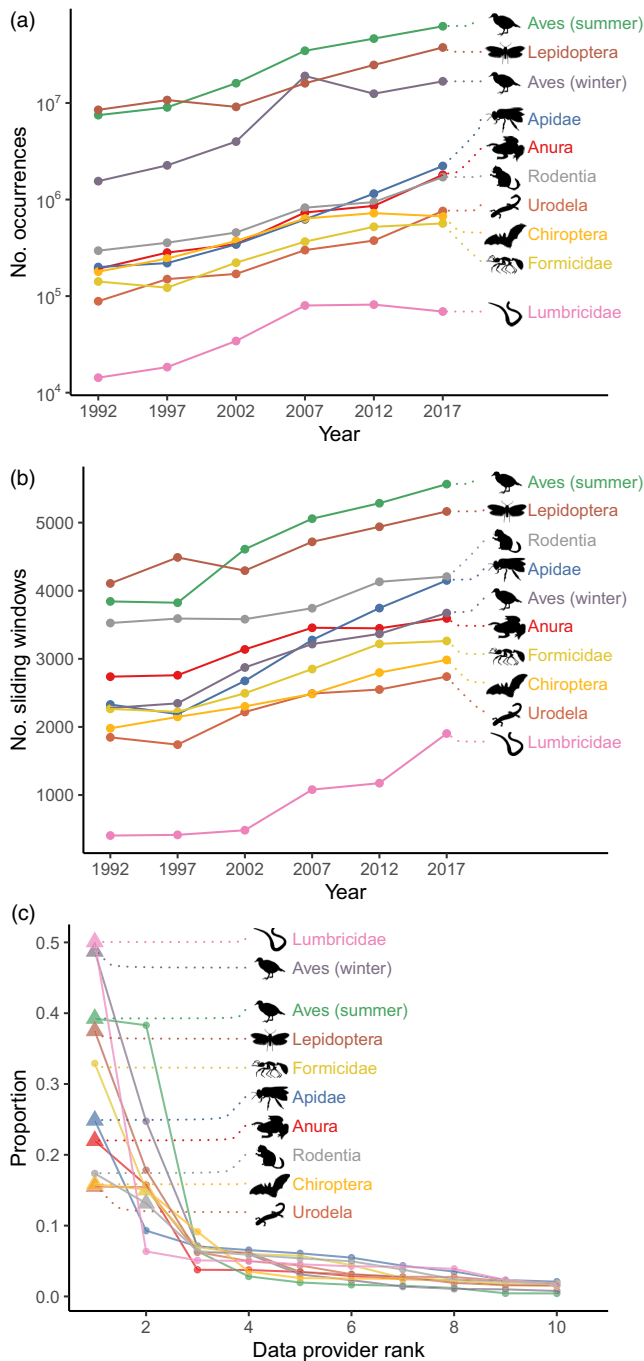 (a)
No. occurrences
10^7
10^6
10^5
10^4
1992 1997 2002 2007 2012 2017
Year
Aves (summer)
Lepidoptera
Aves (winter)
Apidae
Anura
Rodentia
Urodela
Chiroptera
Formicidae
Lumbricidae
(b)
No. sliding windows
5000
4000
3000
2000
1000
1992 1997 2002 2007 2012 2017
Year
Aves (summer)
Lepidoptera
Rodentia
Apidae
Aves (winter)
Anura
Formicidae
Chiroptera
Urodela
Lumbricidae
(c)
Proportion
0.5
0.4
0.3
0.2
0.1
0.0
2 4 6 8 10
Data provider rank
Lumbricidae
Aves (winter)
Aves (summer)
Lepidoptera
Formicidae
Apidae
Anura
Rodentia
Chiroptera
Urodela